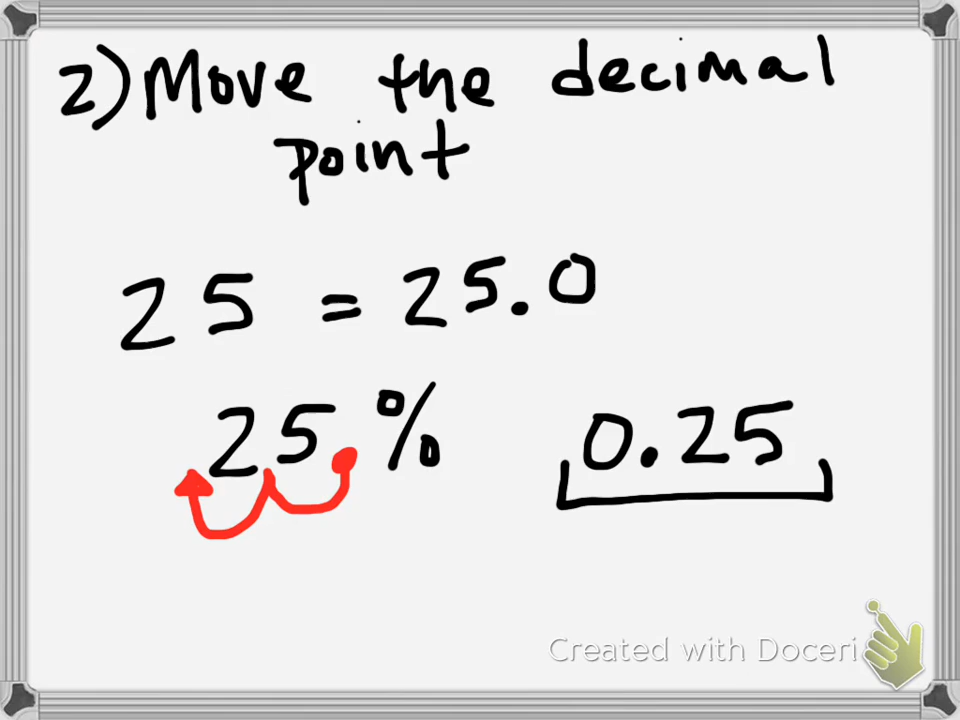 2) Move the decimal
point
25 = 25.0
25% 0.25
Created with Doceri